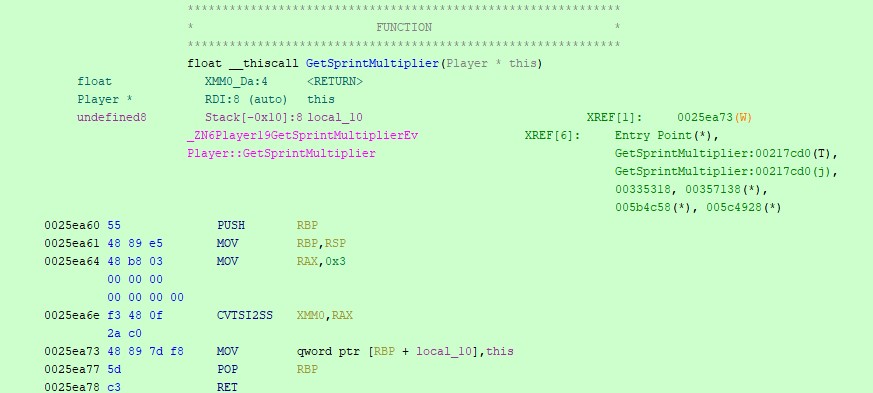 *************************************************************
* FUNCTION *
*************************************************************
float __thiscall GetSprintMultiplier(Player * this)
float XMM0_Da:4 <RETURN>
Player * RDI:8 (auto) this
undefined8 Stack[-0x10]:8 local_10 XREF[1]: 0025ea73(W)
_ZN6Player19GetSprintMultiplierEv XREF[6]: Entry Point(*),
Player::GetSprintMultiplier GetSprintMultiplier:00217cd0(T),
GetSprintMultiplier:00217cd0(j),
00335318, 00357138(*),
005b4c58(*), 005c4928(*)
0025ea60 55 PUSH RBP
0025ea61 48 89 e5 MOV RBP,RSP
0025ea64 48 b8 03 MOV RAX,0x3
00 00 00
00 00 00 00
0025ea6e f3 48 0f CVTSI2SS XMM0,RAX
2a c0
0025ea73 48 89 7d f8 MOV qword ptr [RBP + local_10],this
0025ea77 5d POP RBP
0025ea78 c3 RET